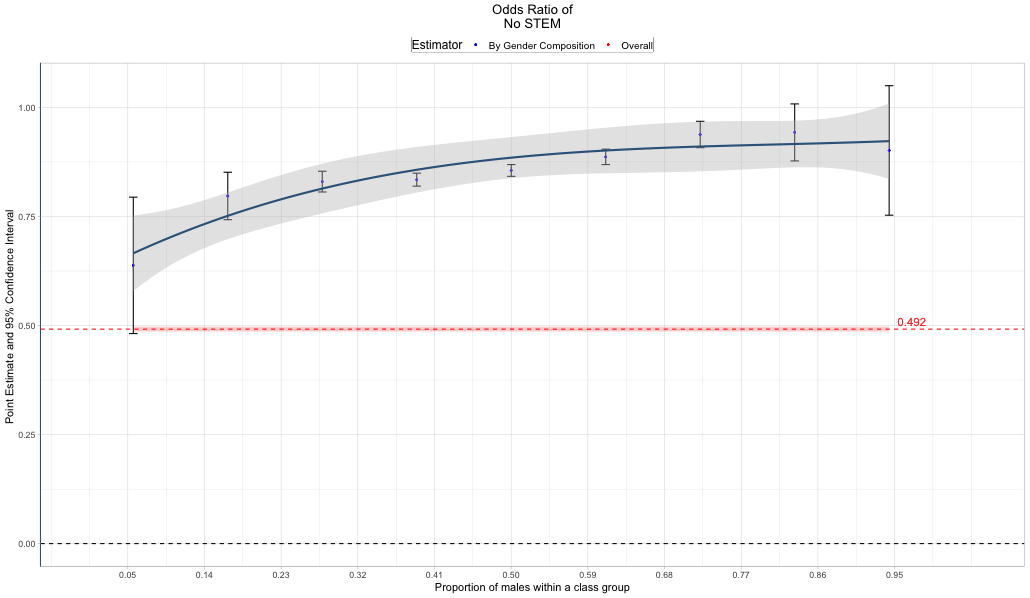 Odds Ratio of
No STEM
Estimator By Gender Composition Overall
Point Estimate and 95% Confidence Interval
1.00
0.75
0.50
0.25
0.00
0.492
0.05 0.14 0.23 0.32 0.41 0.50 0.59 0.68 0.77 0.86 0.95
Proportion of males within a class group